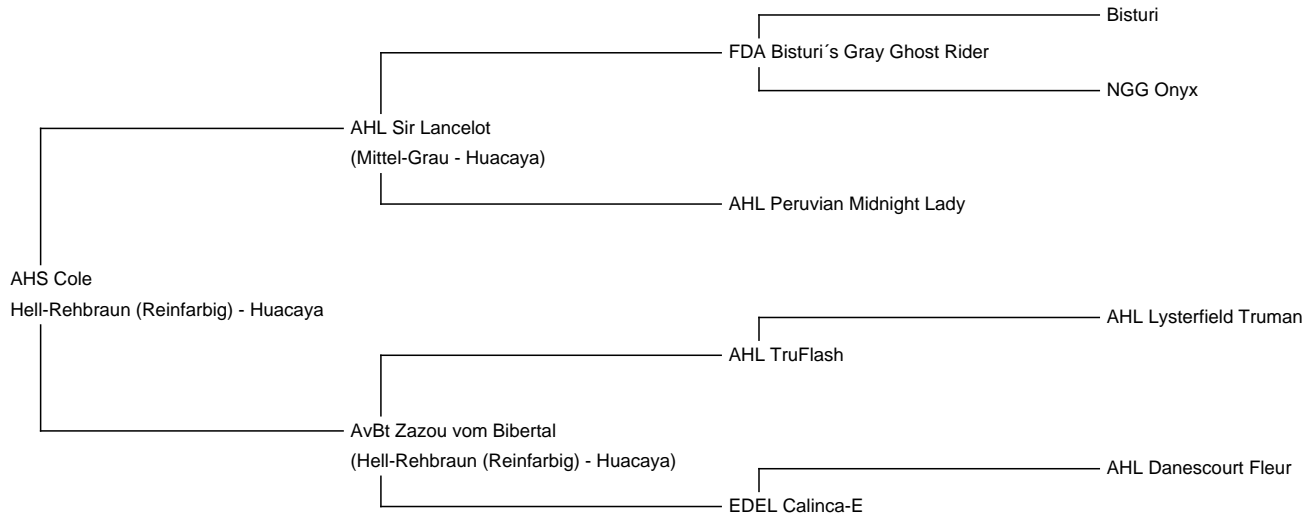 Bisturi
FDA Bisturi´s Gray Ghost Rider
NGG Onyx
AHL Sir Lancelot
(Mittel-Grau - Huacaya)
AHL Peruvian Midnight Lady
AHS Cole
Hell-Rehbraun (Reinfarbig) - Huacaya
AHL Lysterfield Truman
AHL TruFlash
AvBt Zazou vom Bibertal
(Hell-Rehbraun (Reinfarbig) - Huacaya)
AHL Danescourt Fleur
EDEL Calinca-E